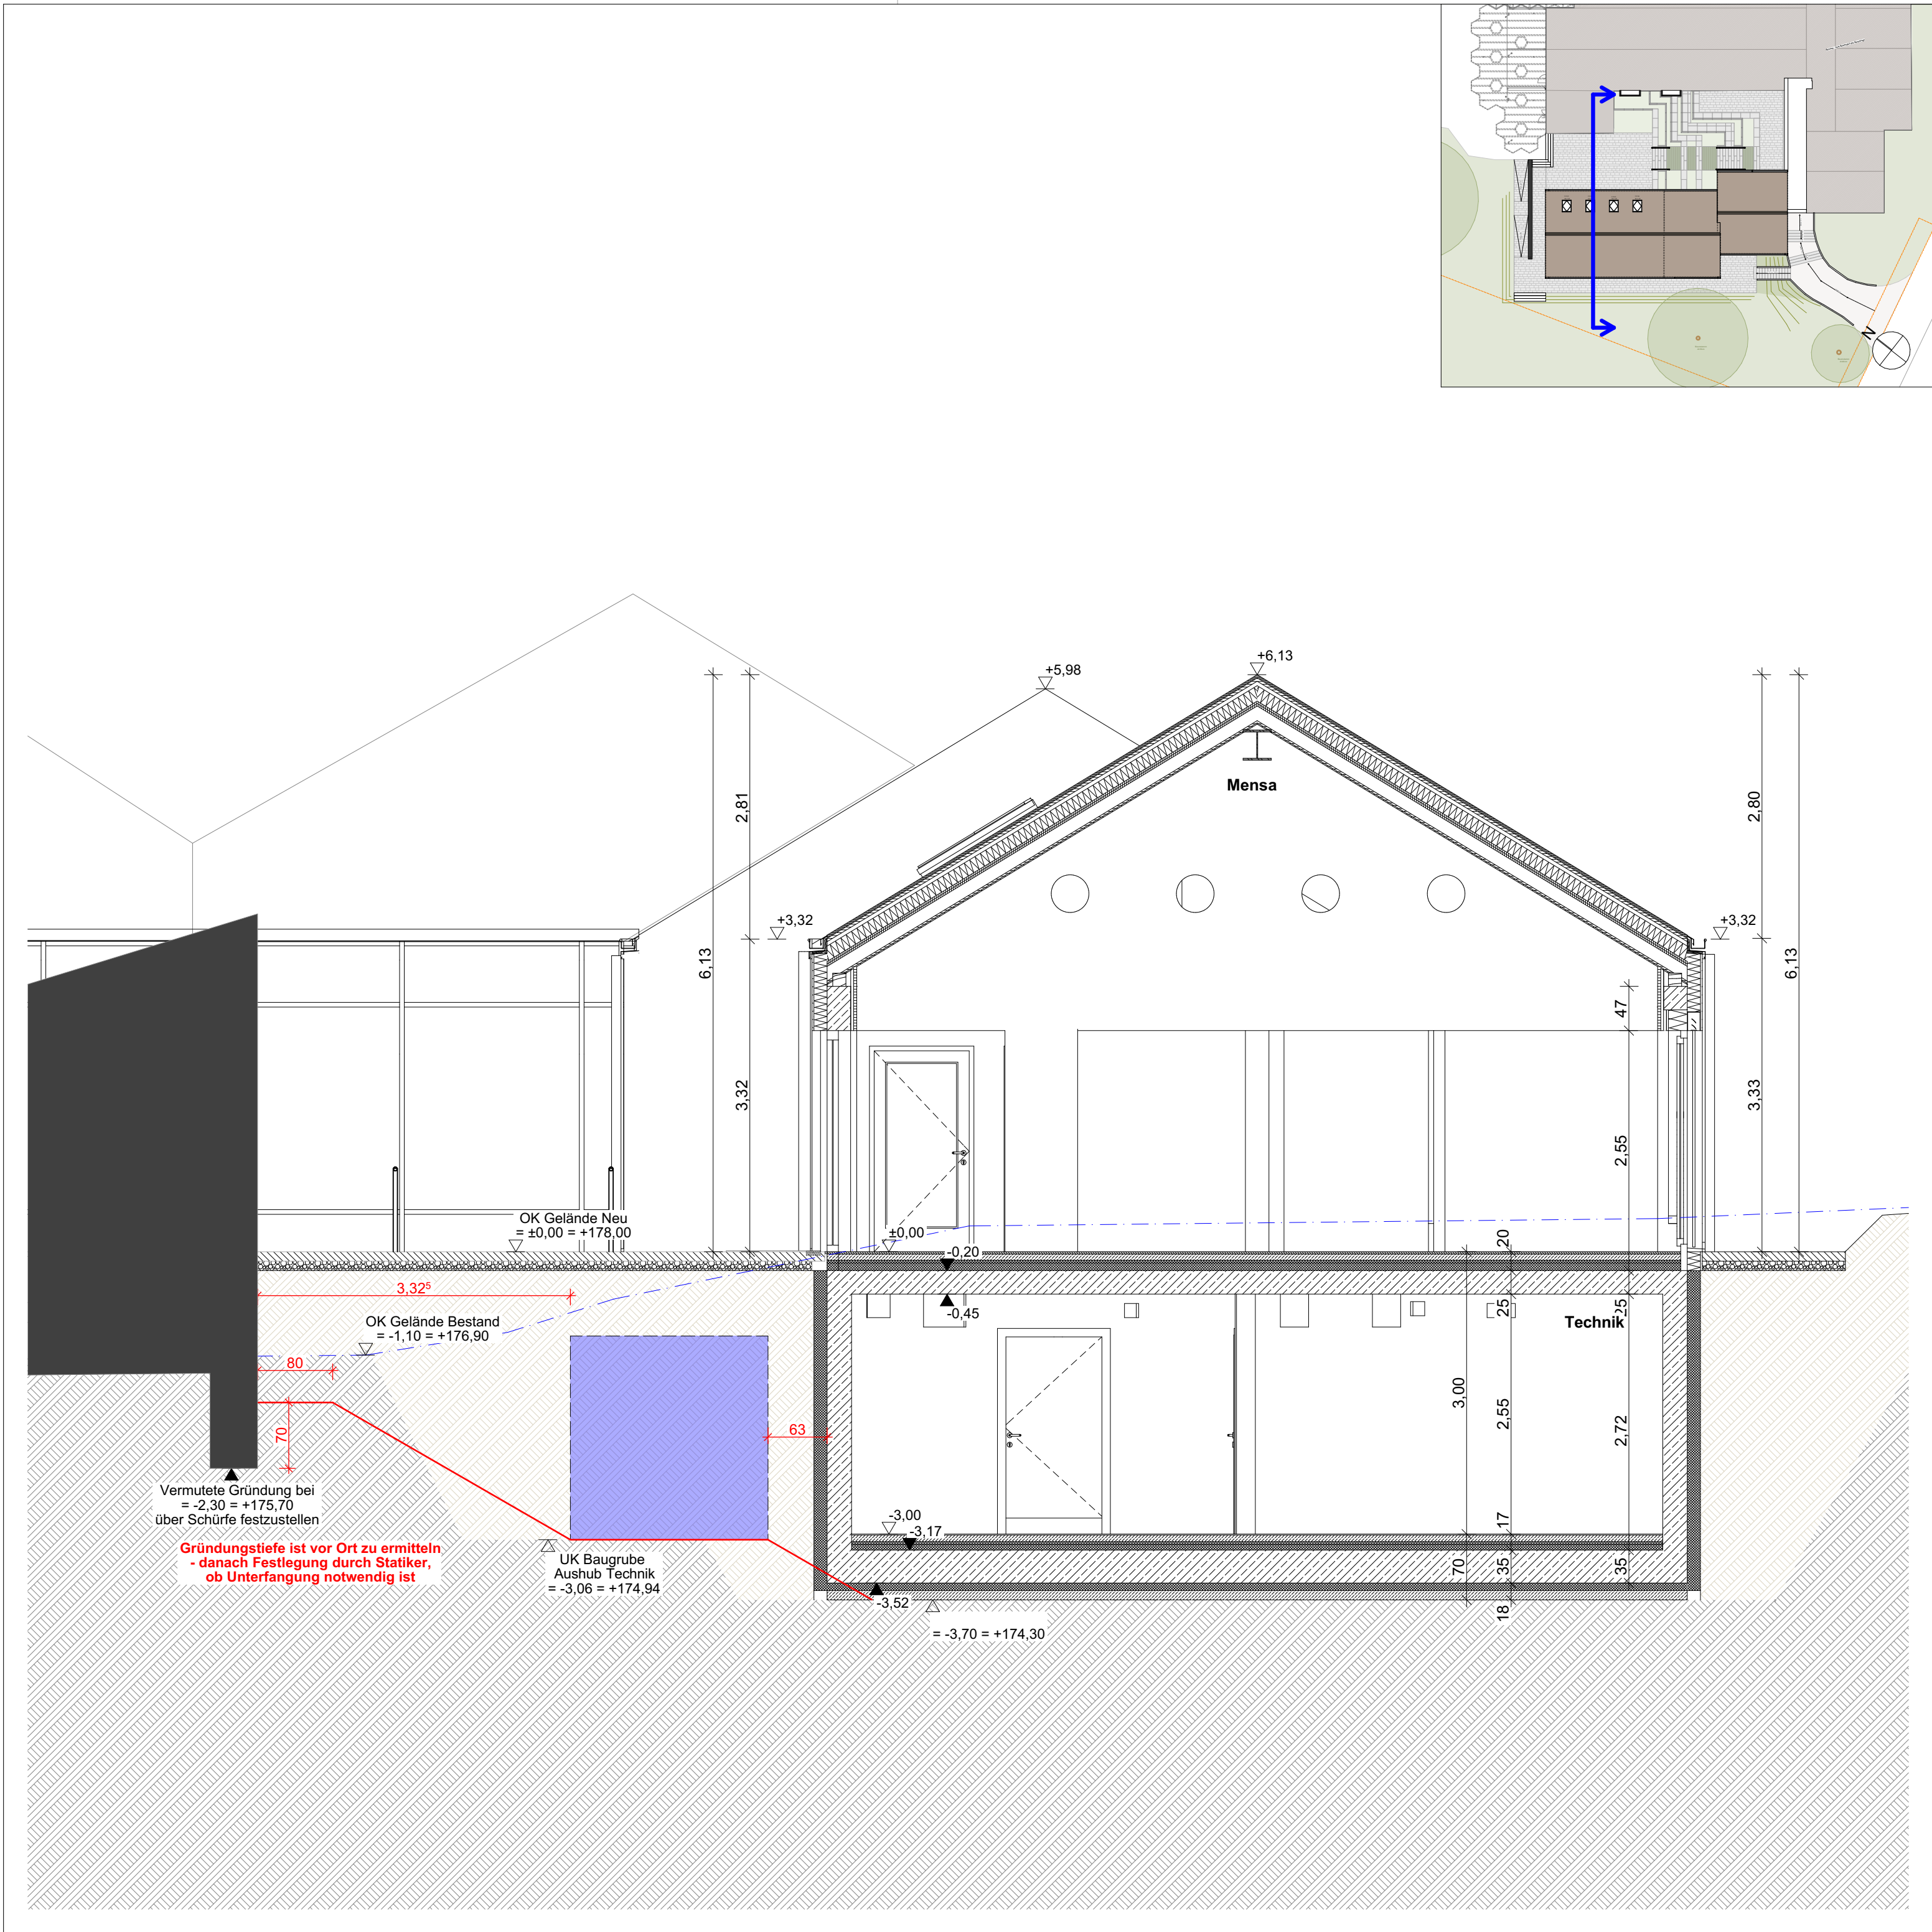 N
+6,13
+5,98
Mensa
2,81
6,13
3,32
+3,32
+3,32
2,80
6,13
3,33
47
2,55
20
OK Gelände Neu
= ±0,00 = +178,00
±0,00
-0,20
-0,45
3,32⁵
OK Gelände Bestand
= -1,10 = +176,90
80
70
63
Technik
25
25
3,00
2,55
2,72
17
-3,00
-3,17
70
35
35
18
-3,52
= -3,70 = +174,30
Vermutete Gründung bei
= -2,30 = +175,70
über Schürfe festzustellen
Gründungstiefe ist vor Ort zu ermitteln
- danach Festlegung durch Statiker,
ob Unterfangung notwendig ist
UK Baugrube
Aushub Technik
= -3,06 = +174,94